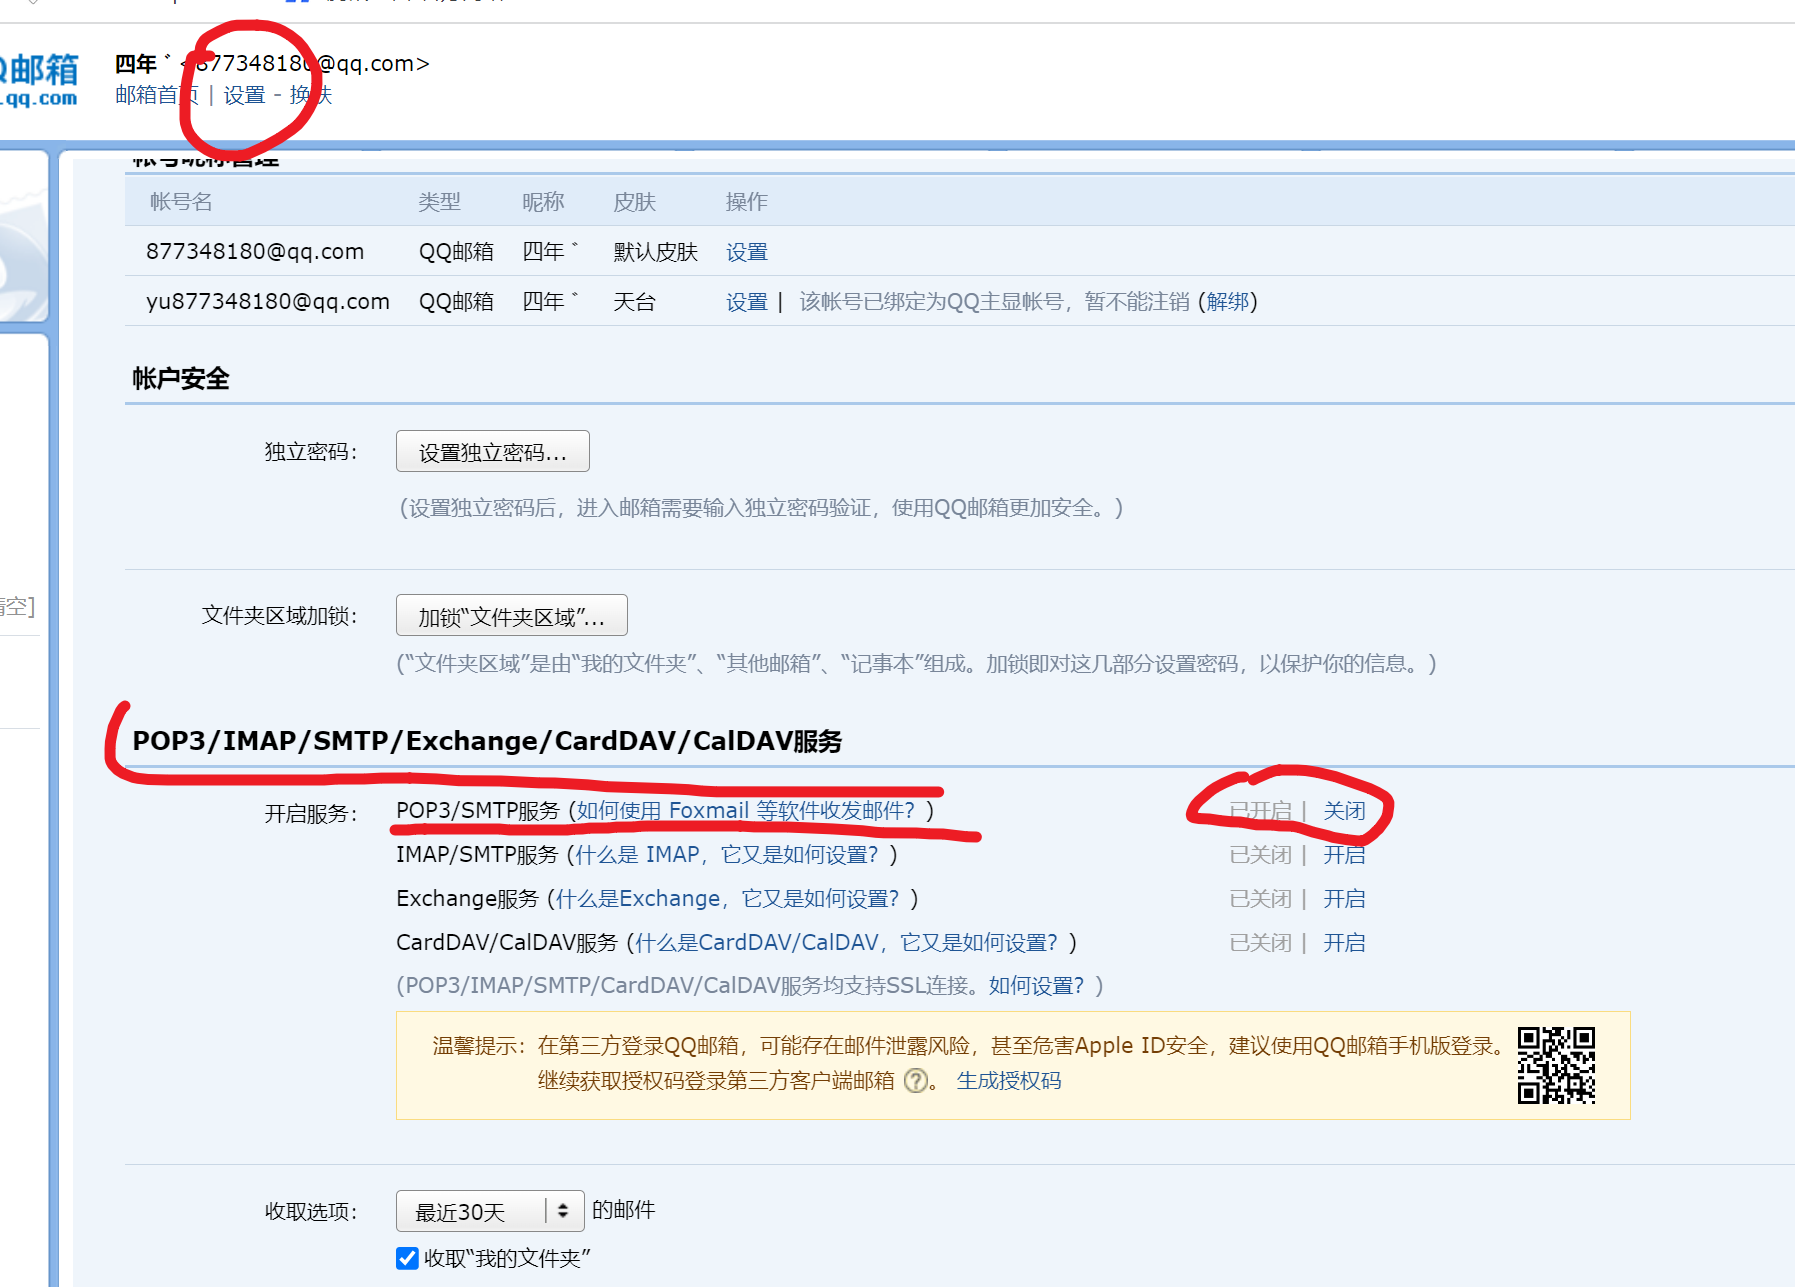 邮箱 四年゛<877348180@qq.com>
.qq.com 邮箱首页 | 设置 - 换肤
帐号昵称管理
帐号名 类型 昵称 皮肤 操作
877348180@qq.com QQ邮箱 四年゛ 默认皮肤 设置
yu877348180@qq.com QQ邮箱 四年゛ 天台 设置 | 该帐号已绑定为QQ主显帐号，暂不能注销 (解绑)
帐户安全
独立密码： 设置独立密码...
(设置独立密码后，进入邮箱需要输入独立密码验证，使用QQ邮箱更加安全。)
清空]
文件夹区域加锁： 加锁“文件夹区域”...
(“文件夹区域”是由“我的文件夹”、“其他邮箱”、“记事本”组成。加锁即对这几部分设置密码，以保护你的信息。)
POP3/IMAP/SMTP/Exchange/CardDAV/CalDAV服务
开启服务： POP3/SMTP服务 (如何使用 Foxmail 等软件收发邮件？) 已开启 | 关闭
IMAP/SMTP服务 (什么是 IMAP，它又是如何设置？) 已关闭 | 开启
Exchange服务 (什么是Exchange，它又是如何设置？) 已关闭 | 开启
CardDAV/CalDAV服务 (什么是CardDAV/CalDAV，它又是如何设置？) 已关闭 | 开启
(POP3/IMAP/SMTP/CardDAV/CalDAV服务均支持SSL连接。如何设置？)
温馨提示：在第三方登录QQ邮箱，可能存在邮件泄露风险，甚至危害Apple ID安全，建议使用QQ邮箱手机版登录。
继续获取授权码登录第三方客户端邮箱 ?。 生成授权码
收取选项： 最近30天 的邮件
收取“我的文件夹”